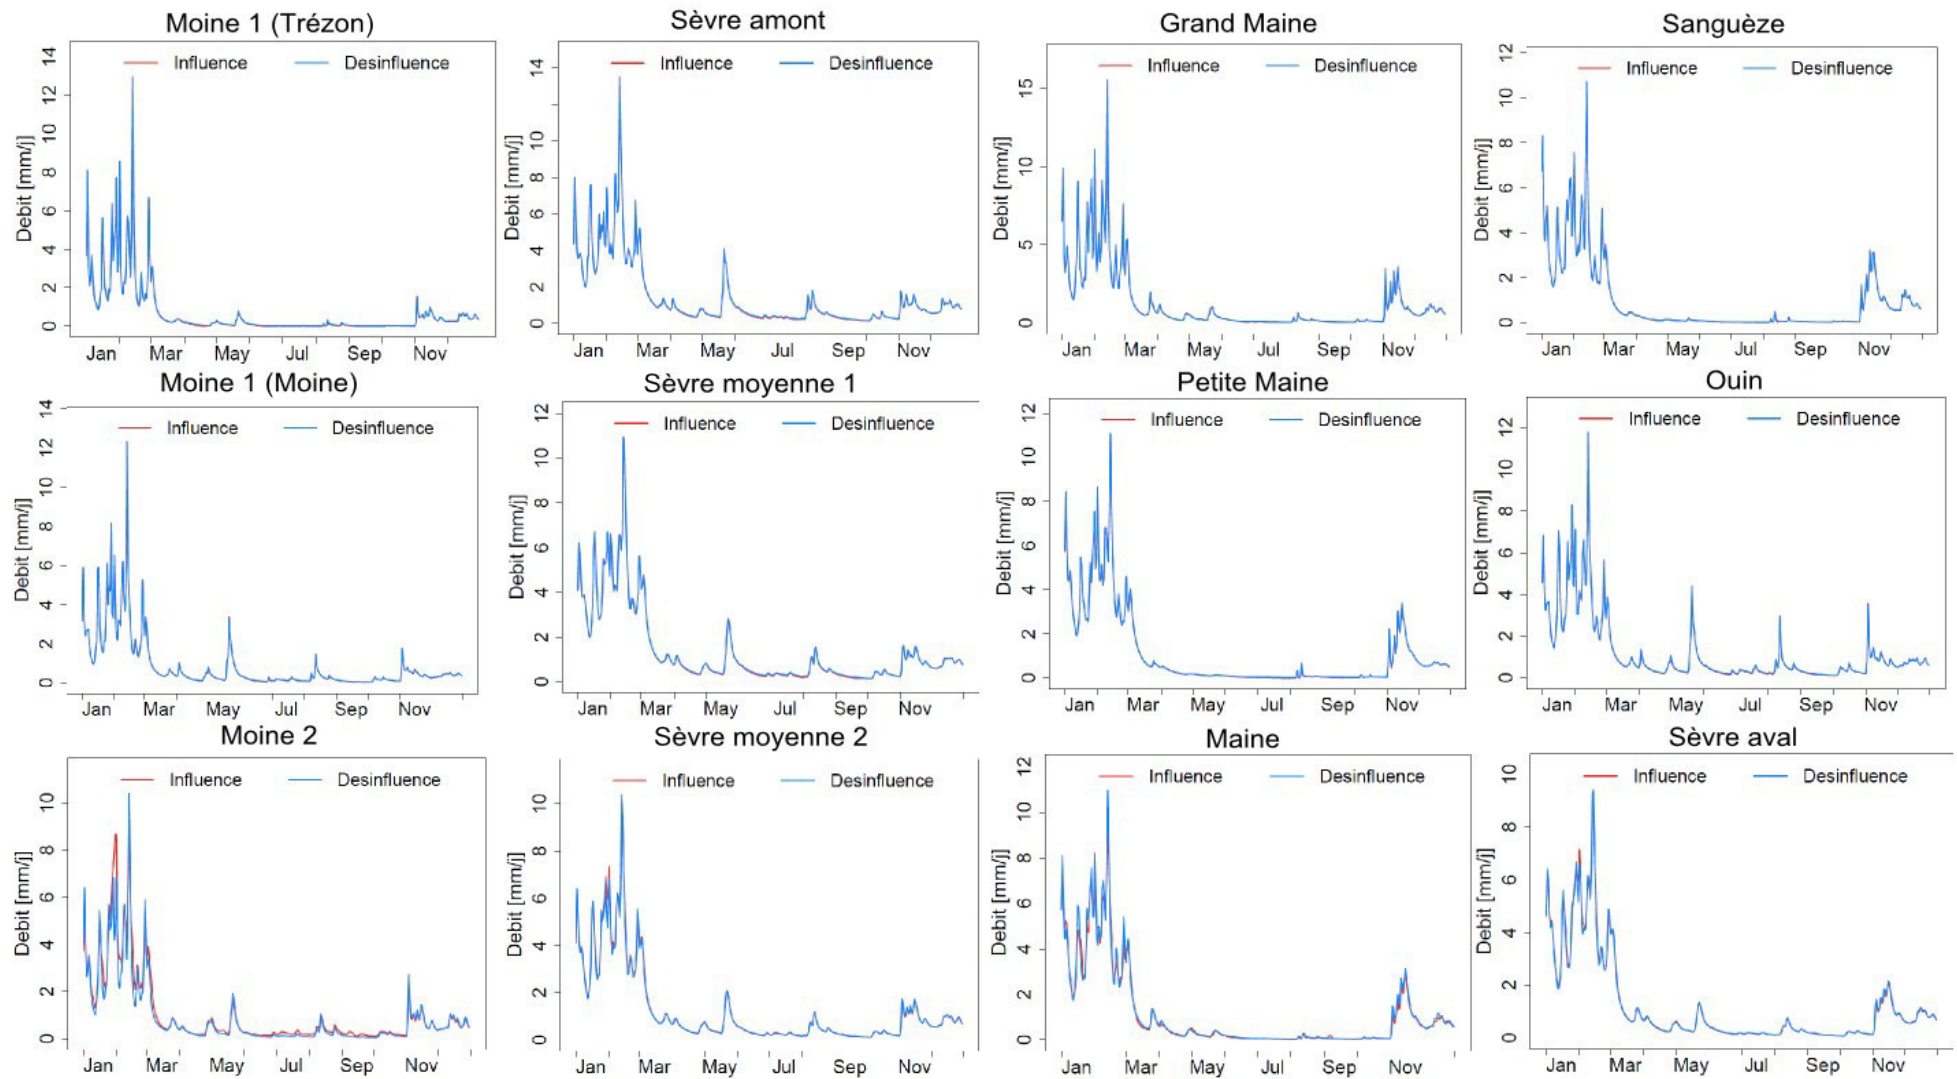 Moine 1 (Trézon)
Influence Desinfluence
Debit [mm/j]
0 2 4 6 8 10 12 14
Jan Mar May Jul Sep Nov
Sèvre amont
Influence Desinfluence
Debit [mm/j]
0 2 4 6 8 10 14
Jan Mar May Jul Sep Nov
Grand Maine
Influence Desinfluence
Debit [mm/j]
0 5 10 15
Jan Mar May Jul Sep Nov
Sanguèze
Influence Desinfluence
Debit [mm/j]
0 2 4 6 8 10 12
Jan Mar May Jul Sep Nov
Moine 1 (Moine)
Influence Desinfluence
Debit [mm/j]
0 2 4 6 8 10 12 14
Jan Mar May Jul Sep Nov
Sèvre moyenne 1
Influence Desinfluence
Debit [mm/j]
0 2 4 6 8 10 12
Jan Mar May Jul Sep Nov
Petite Maine
Influence Desinfluence
Debit [mm/j]
0 2 4 6 8 10 12
Jan Mar May Jul Sep Nov
Ouin
Influence Desinfluence
Debit [mm/j]
0 2 4 6 8 10 12
Jan Mar May Jul Sep Nov
Moine 2
Influence Desinfluence
Debit [mm/j]
0 2 4 6 8 10
Jan Mar May Jul Sep Nov
Sèvre moyenne 2
Influence Desinfluence
Debit [mm/j]
0 2 4 6 8 10
Jan Mar May Jul Sep Nov
Maine
Influence Desinfluence
Debit [mm/j]
0 2 4 6 8 10 12
Jan Mar May Jul Sep Nov
Sèvre aval
Influence Desinfluence
Debit [mm/j]
0 2 4 6 8 10
Jan Mar May Jul Sep Nov